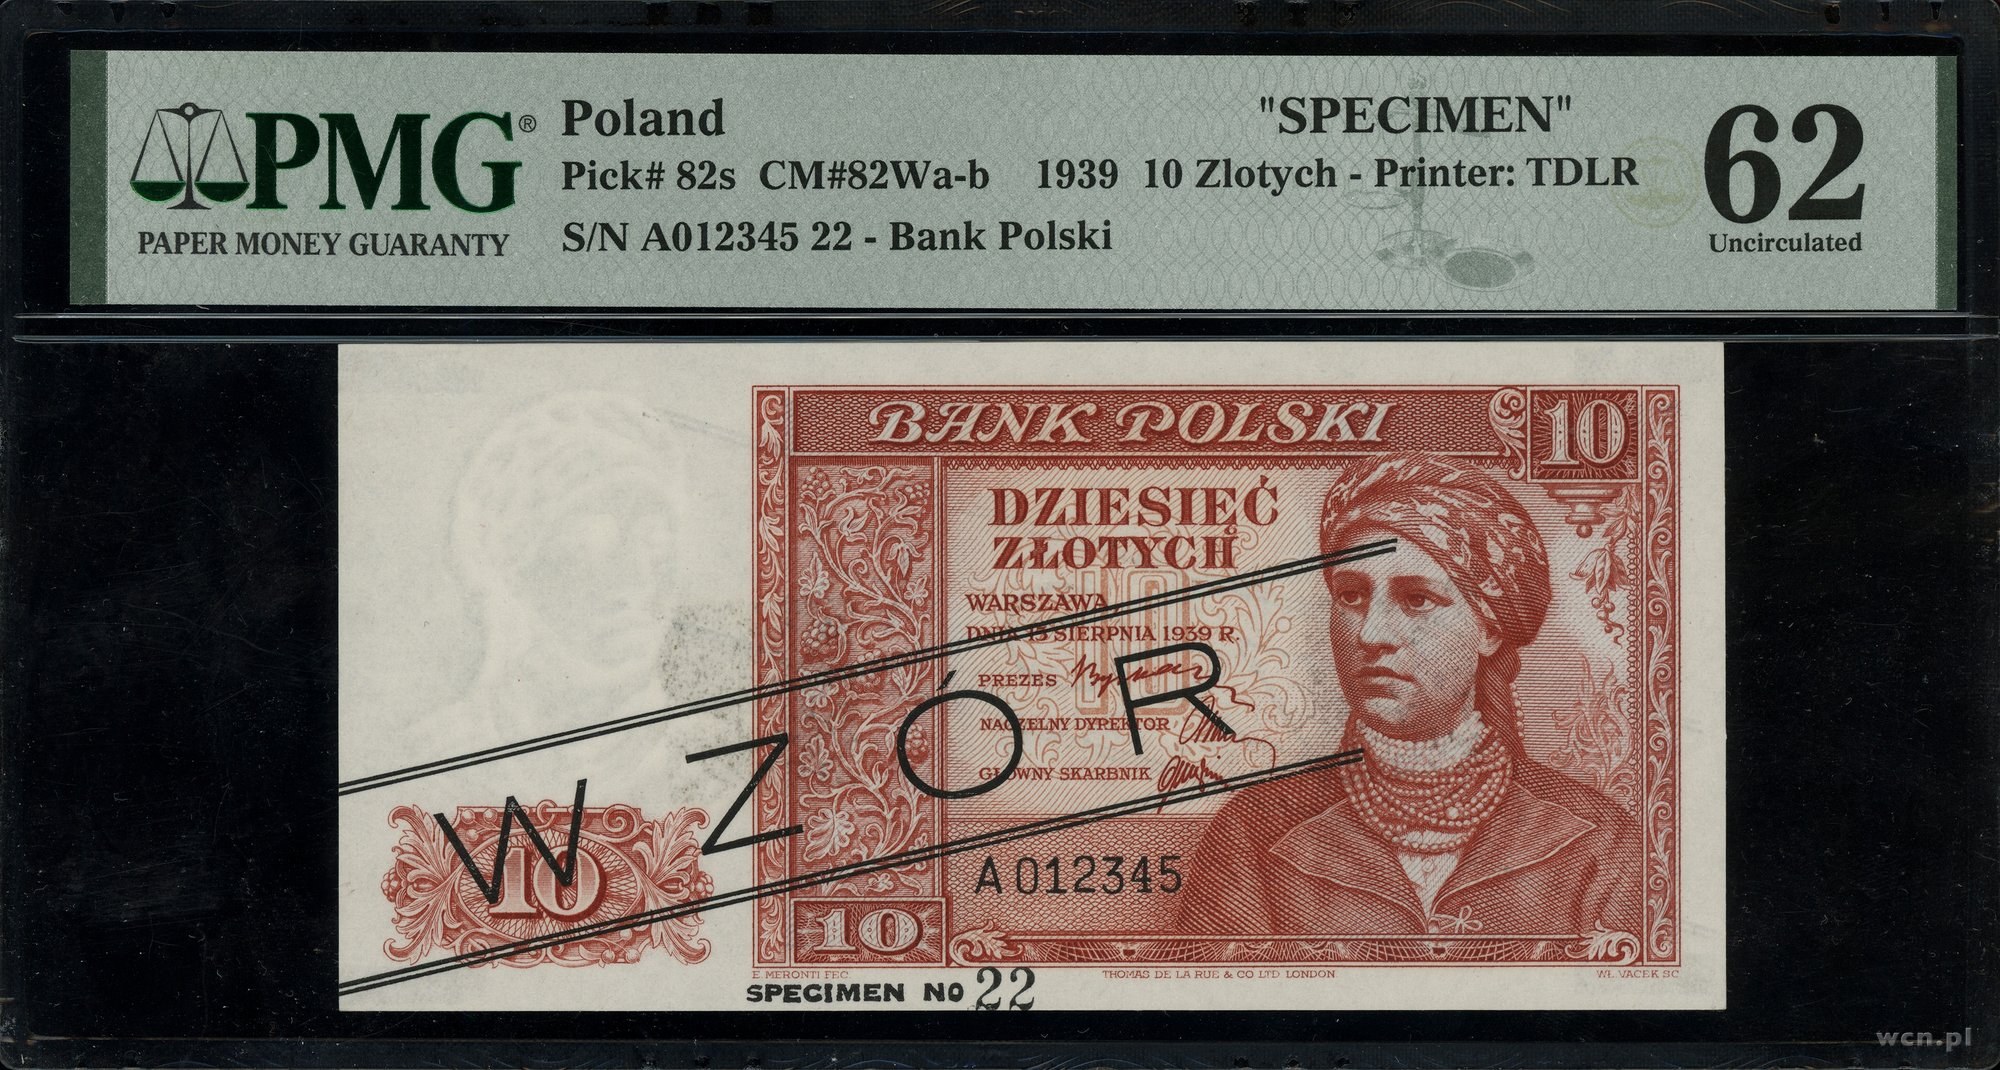 PMG®
PAPER MONEY GUARANTY
Poland
"SPECIMEN"
Pick# 82s CM#82Wa-b 1939 10 Zlotych - Printer: TDLR
S/N A012345 22 - Bank Polski
62
Uncirculated
BANK POLSKI
10
DZIESIĘĆ
ZŁOTYCH
10
WARSZAWA,
DNIA 15 SIERPNIA 1939 R.
PREZES
NACZELNY DYREKTOR
GŁÓWNY SKARBNIK
WZÓR
A012345
10
10
E. MERONTI FEC.
THOMAS DE LA RUE & CO LTD LONDON
WŁ. VACEK SC
SPECIMEN NO 22
wcn.pl